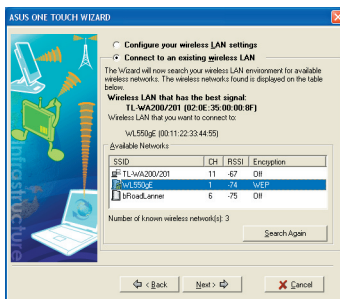 ASUS ONE TOUCH WIZARD
Configure your wireless LAN settings
Connect to an existing wireless LAN
The Wizard will now search your wireless LAN environment for available
wireless networks. The wireless networks found is displayed on the table
below.
Wireless LAN that has the best signal:
TL-WA200/201 (02:0E:35:00:00:8F)
Wireless LAN that you want to connect to:
WL550gE (00:11:22:33:44:55)
Available Networks
SSID CH RSSI Encryption
TL-WA200/201 11 -67 Off
WL550gE 1 -74 WEP
bRoadLanner 6 -75 Off
Number of known wireless network(s): 3
Search Again
< Back Next > Cancel
infrastructure